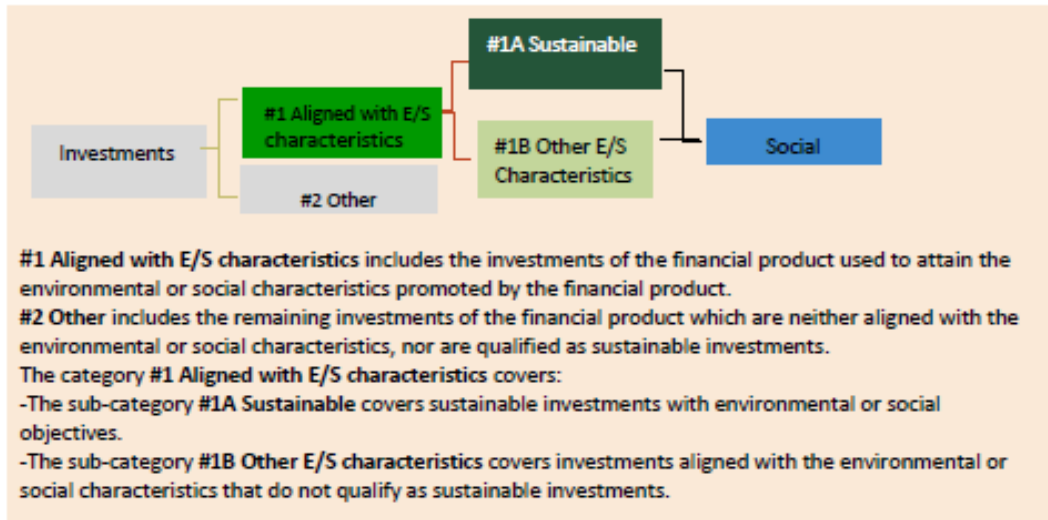 #1A Sustainable
#1 Aligned with E/S
characteristics
Investments
#1B Other E/S
Characteristics
Social
#2 Other
#1 Aligned with E/S characteristics includes the investments of the financial product used to attain the
environmental or social characteristics promoted by the financial product.
#2 Other includes the remaining investments of the financial product which are neither aligned with the
environmental or social characteristics, nor are qualified as sustainable investments.
The category #1 Aligned with E/S characteristics covers:
-The sub-category #1A Sustainable covers sustainable investments with environmental or social
objectives.
-The sub-category #1B Other E/S characteristics covers investments aligned with the environmental or
social characteristics that do not qualify as sustainable investments.